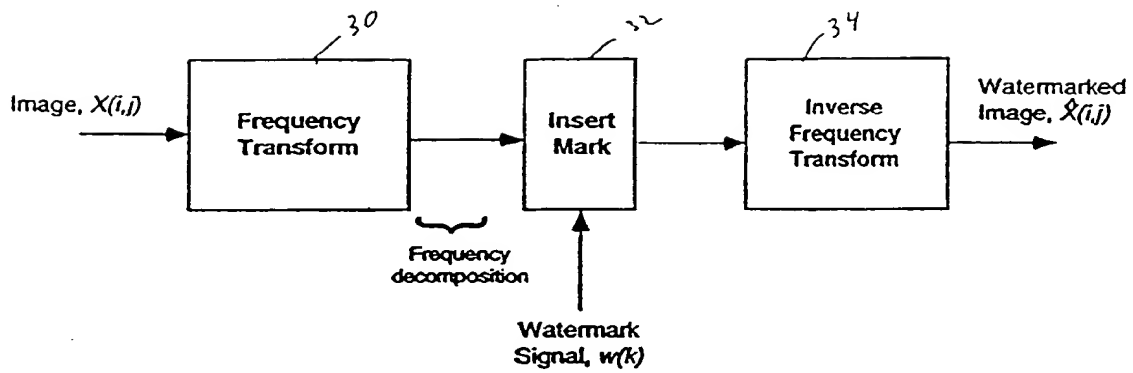 30
32
34
Image, X(i,j)
Frequency
Transform
Insert
Mark
Inverse
Frequency
Transform
Watermarked
Image, X̂(i,j)
Frequency
decomposition
Watermark
Signal, w(k)